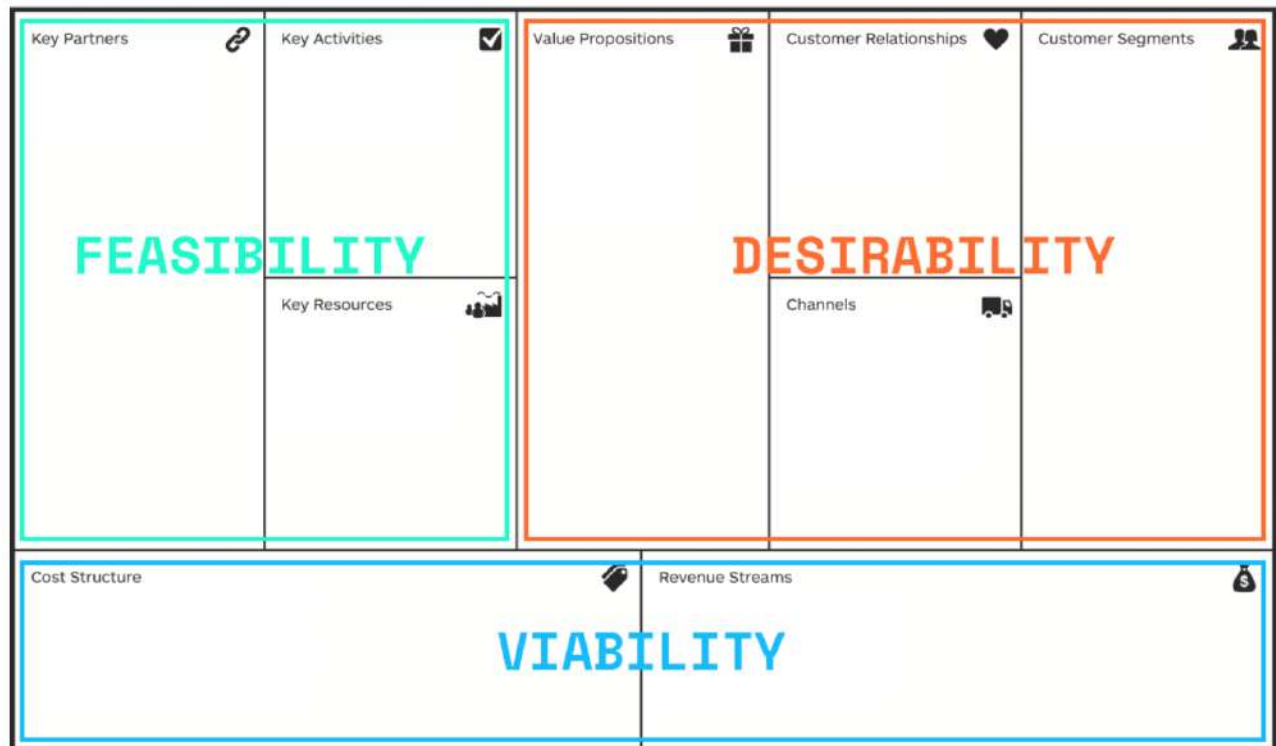 Key Partners
Key Activities
Value Propositions
Customer Relationships
Customer Segments
FEASIBILITY
DESIRABILITY
Key Resources
Channels
Cost Structure
Revenue Streams
$
VIABILITY